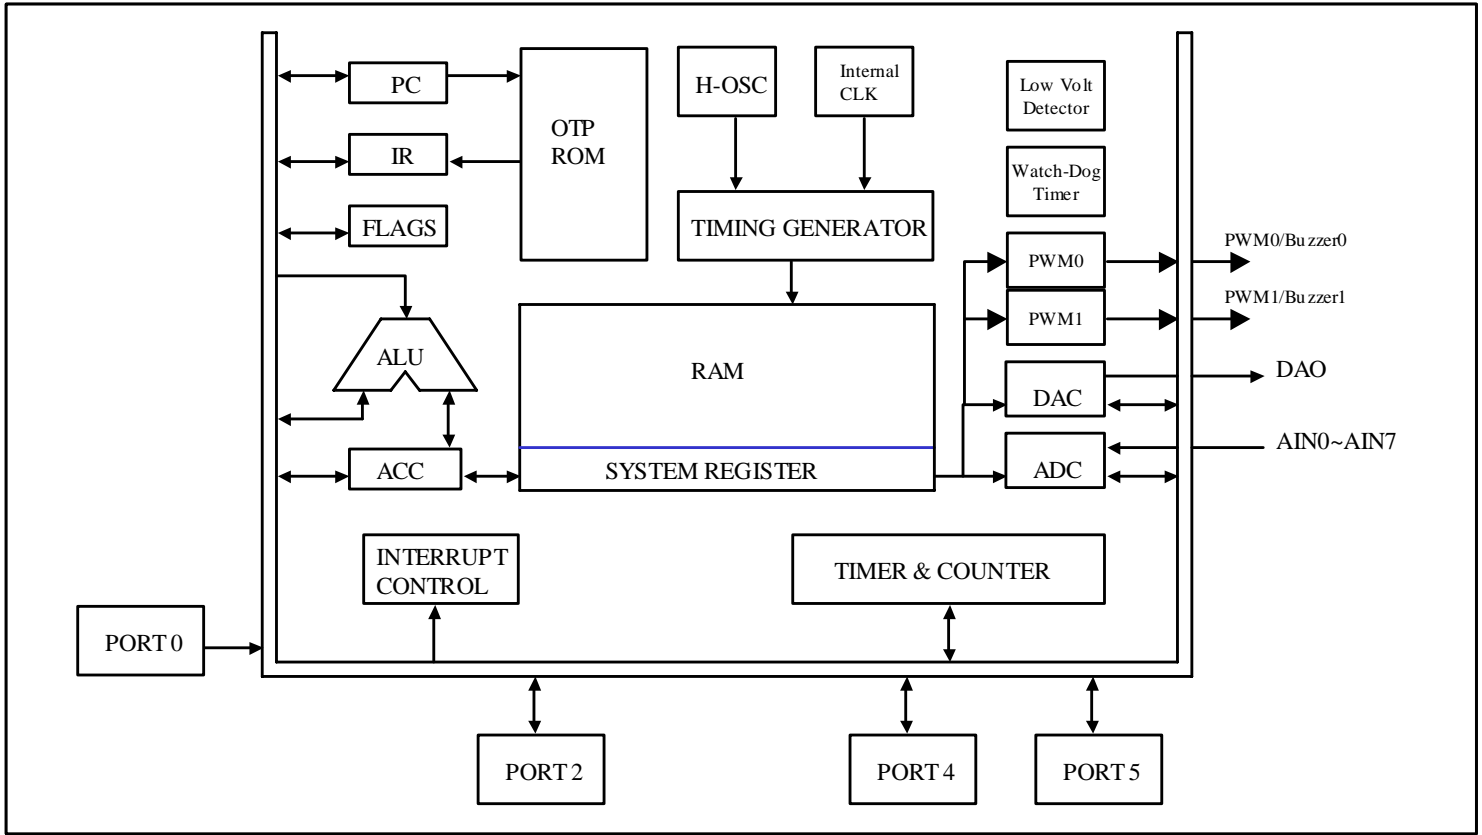 PC
OTP
ROM
H-OSC
Internal
CLK
Low Volt
Detector
IR
Watch-Dog
Timer
FLAGS
TIMING GENERATOR
PWM0
PWM0/Buzzer0
PWM1
PWM1/Buzzer1
ALU
RAM
DAC
DAO
ACC
SYSTEM REGISTER
ADC
AIN0~AIN7
INTERRUPT
CONTROL
TIMER & COUNTER
PORT 0
PORT 2
PORT 4
PORT 5